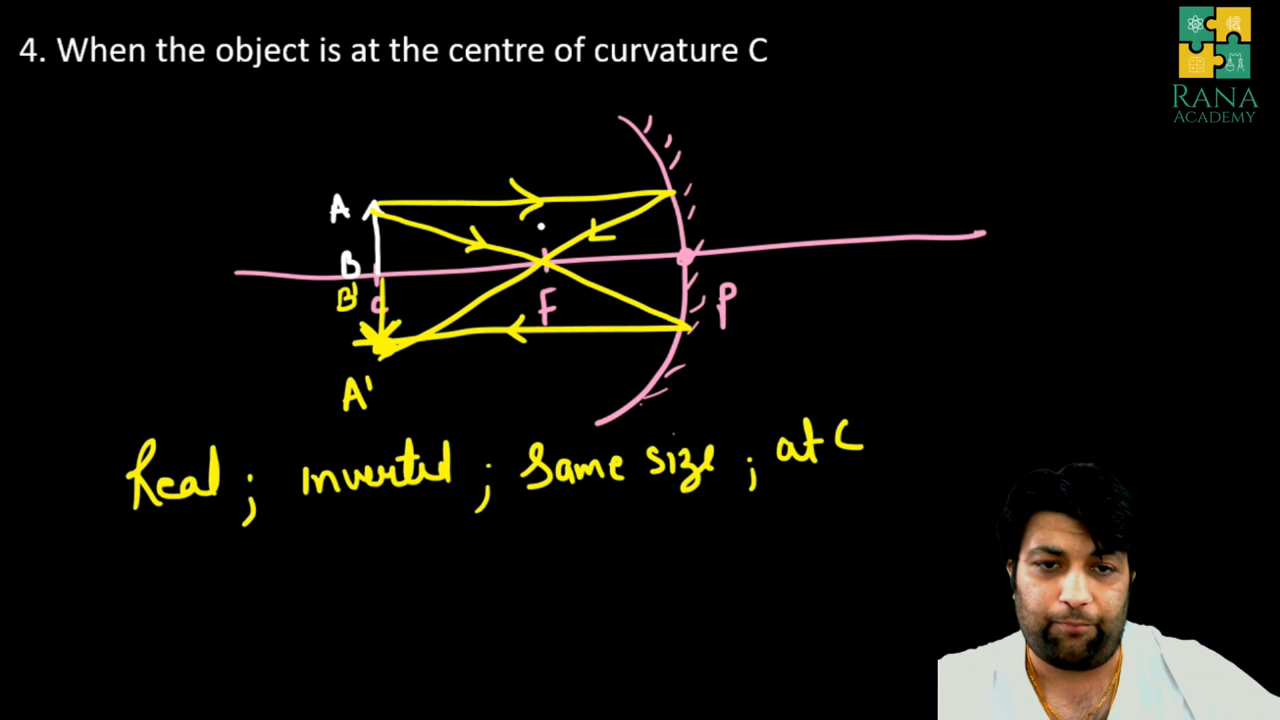 4. When the object is at the centre of curvature C
RANA
ACADEMY
A
B
B'
C
F
P
A'
Real ; inverted ; Same size ; at C